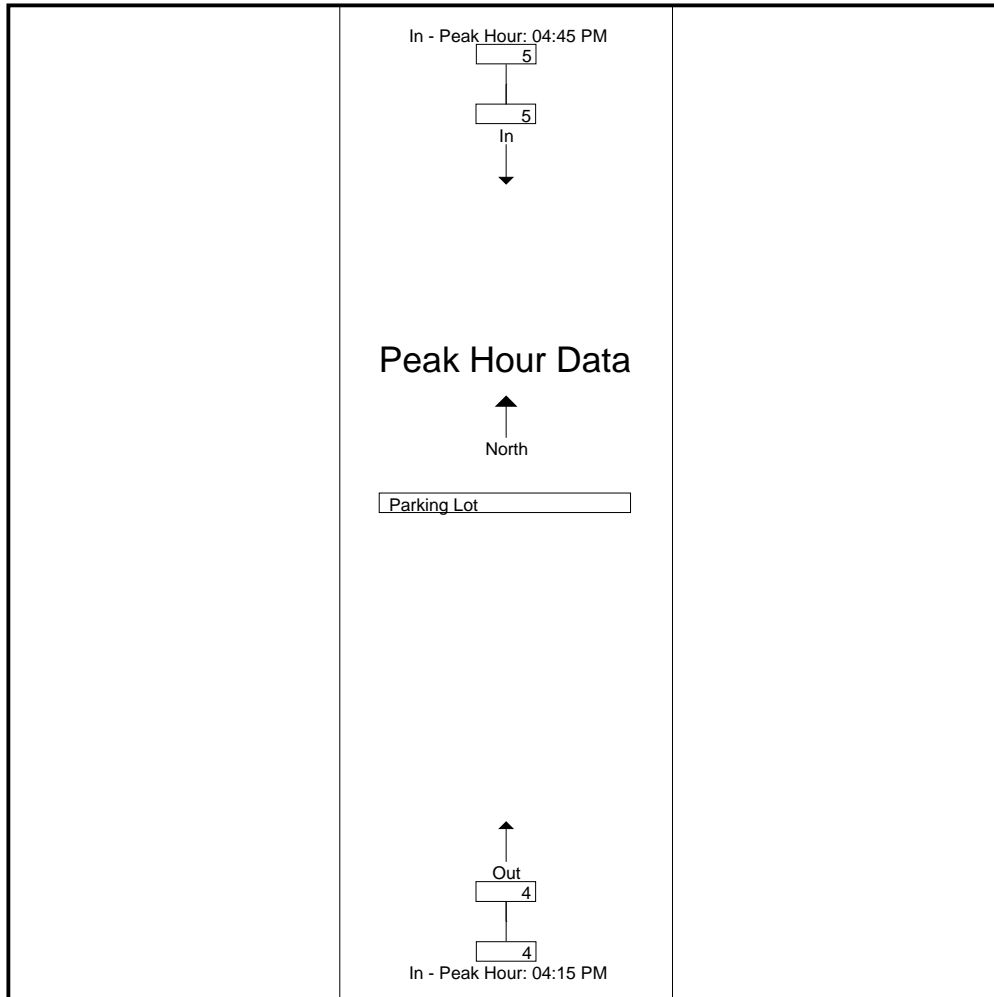 In - Peak Hour: 04:45 PM
5
5
In
Peak Hour Data
North
Parking Lot
Out
4
4
In - Peak Hour: 04:15 PM